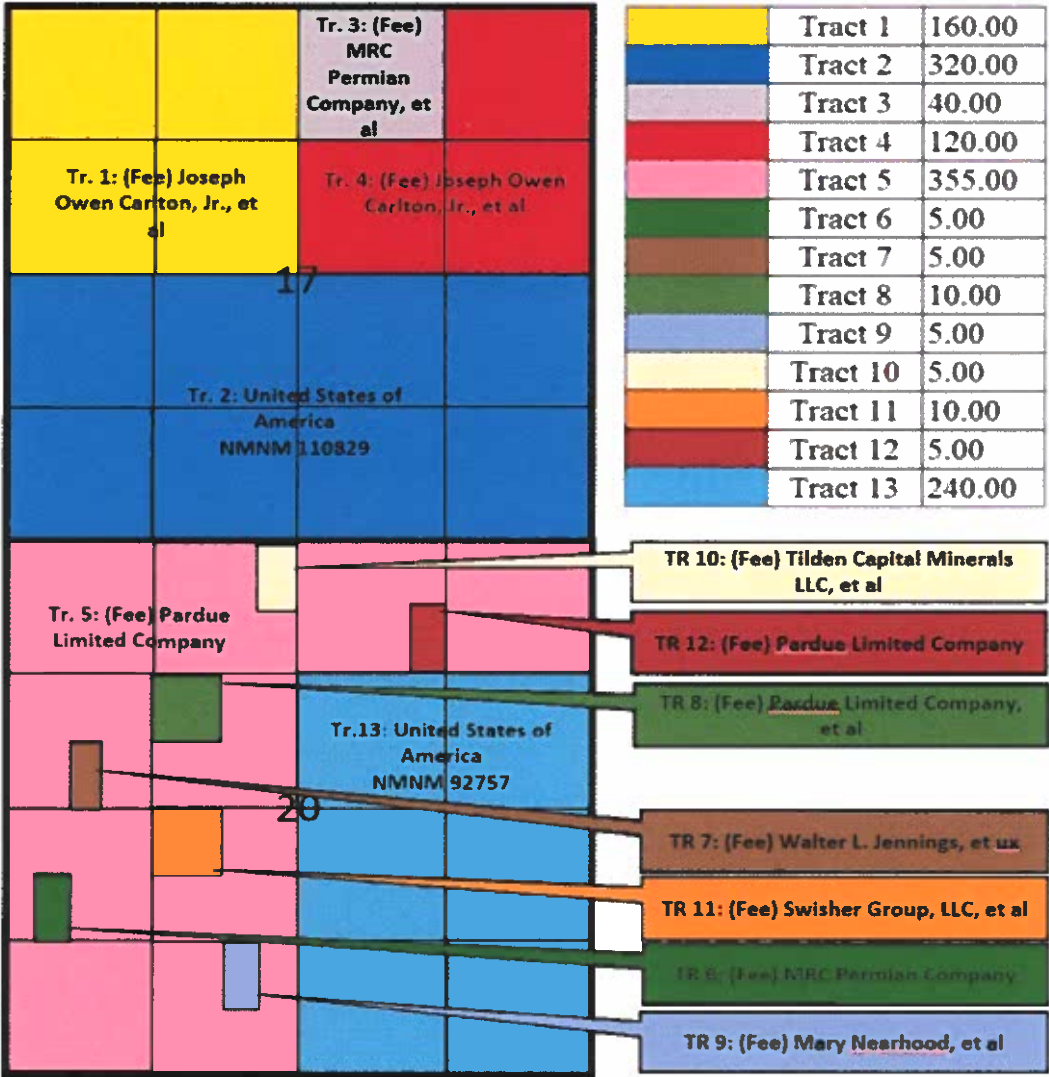 Tr. 3: (Fee)
MRC
Permian
Company, et
al
Tr. 1: (Fee) Joseph
Owen Carlton, Jr., et
al
Tr. 4: (Fee) Joseph Owen
Carlton, Jr., et al
17
Tr. 2: United States of
America
NMNM 110829
Tr. 5: (Fee) Pardue
Limited Company
Tr.13: United States of
America
NMNM 92757
20
Tract 1 160.00
Tract 2 320.00
Tract 3 40.00
Tract 4 120.00
Tract 5 355.00
Tract 6 5.00
Tract 7 5.00
Tract 8 10.00
Tract 9 5.00
Tract 10 5.00
Tract 11 10.00
Tract 12 5.00
Tract 13 240.00
TR 10: (Fee) Tilden Capital Minerals
LLC, et al
TR 12: (Fee) Pardue Limited Company
TR 8: (Fee) Pardue Limited Company,
et al
TR 7: (Fee) Walter L. Jennings, et ux
TR 11: (Fee) Swisher Group, LLC, et al
TR 6: (Fee) MRC Permian Company
TR 9: (Fee) Mary Nearhood, et al